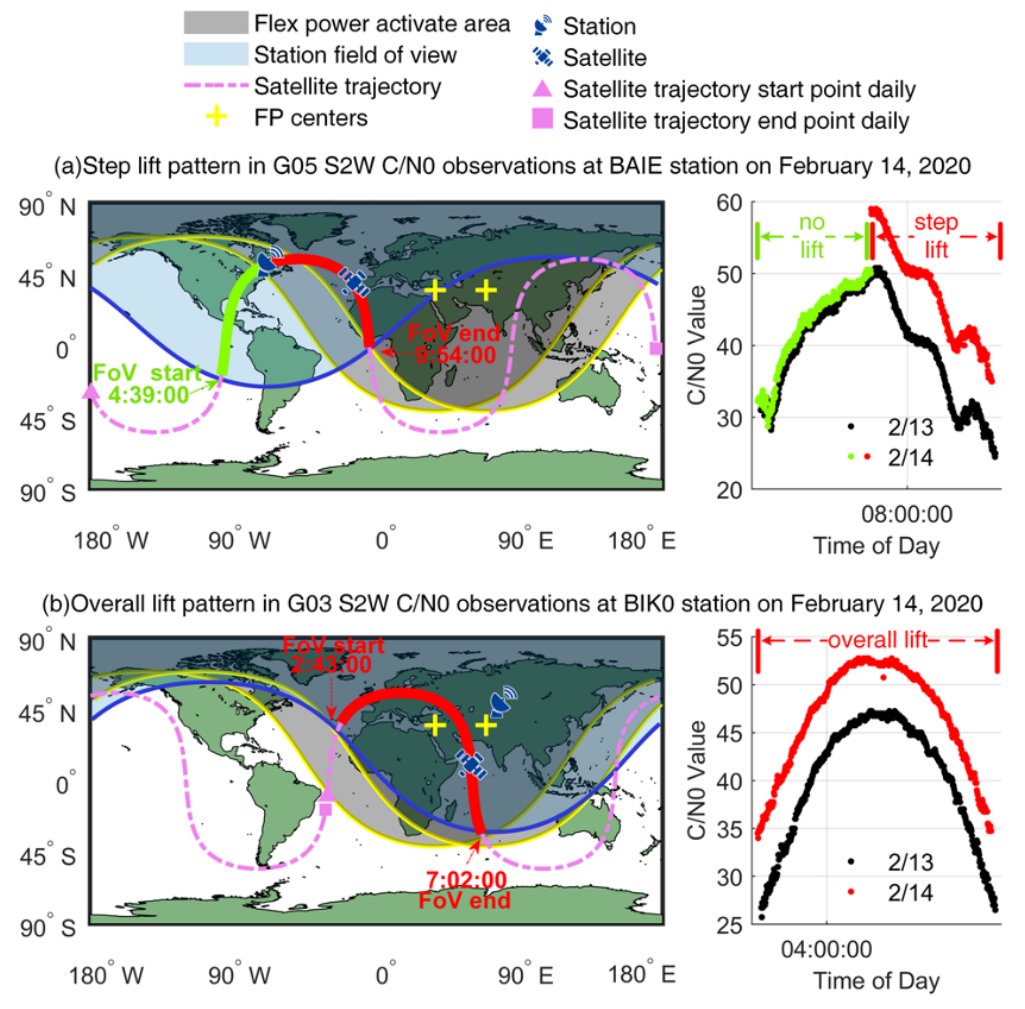 Flex power activate area
Station field of view
Satellite trajectory
FP centers
Station
Satellite
Satellite trajectory start point daily
Satellite trajectory end point daily
(a)Step lift pattern in G05 S2W C/N0 observations at BAIE station on February 14, 2020
90° N
45° N
0°
45° S
90° S
180° W
90° W
0°
90° E
180° E
FoV start
4:39:00
FoV end
9:54:00
60
50
40
30
20
C/N0 Value
no
lift
step
lift
2/13
2/14
08:00:00
Time of Day
(b)Overall lift pattern in G03 S2W C/N0 observations at BIK0 station on February 14, 2020
90° N
45° N
0°
45° S
90° S
180° W
90° W
0°
90° E
180° E
FoV start
2:43:00
7:02:00
FoV end
55
50
45
40
35
30
25
C/N0 Value
overall lift
2/13
2/14
04:00:00
Time of Day